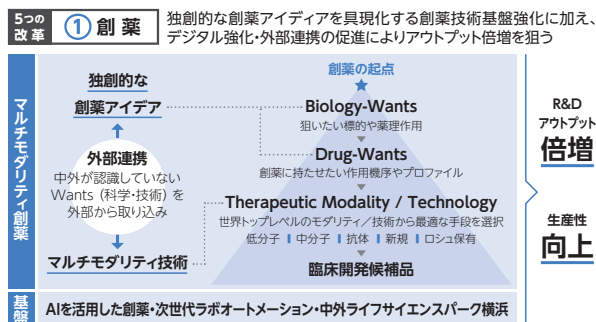 5つの
改革
① 創薬
独創的な創薬アイディアを具現化する創薬技術基盤強化に加え、
デジタル強化・外部連携の促進によりアウトプット倍増を狙う
マルチモダリティ創薬
独創的な
創薬アイデア
外部連携
中外が認識していない
Wants（科学・技術）を
外部から取り込み
マルチモダリティ技術
創薬の起点
Biology-Wants
狙いたい標的や薬理作用
Drug-Wants
創薬に持たせたい作用機序やプロファイル
Therapeutic Modality / Technology
世界トップレベルのモダリティ／技術から最適な手段を選択
低分子 ｜ 中分子 ｜ 抗体 ｜ 新規 ｜ ロシュ保有
臨床開発候補品
R&D
アウトプット
倍増
生産性
向上
基盤
AIを活用した創薬・次世代ラボオートメーション・中外ライフサイエンスパーク横浜